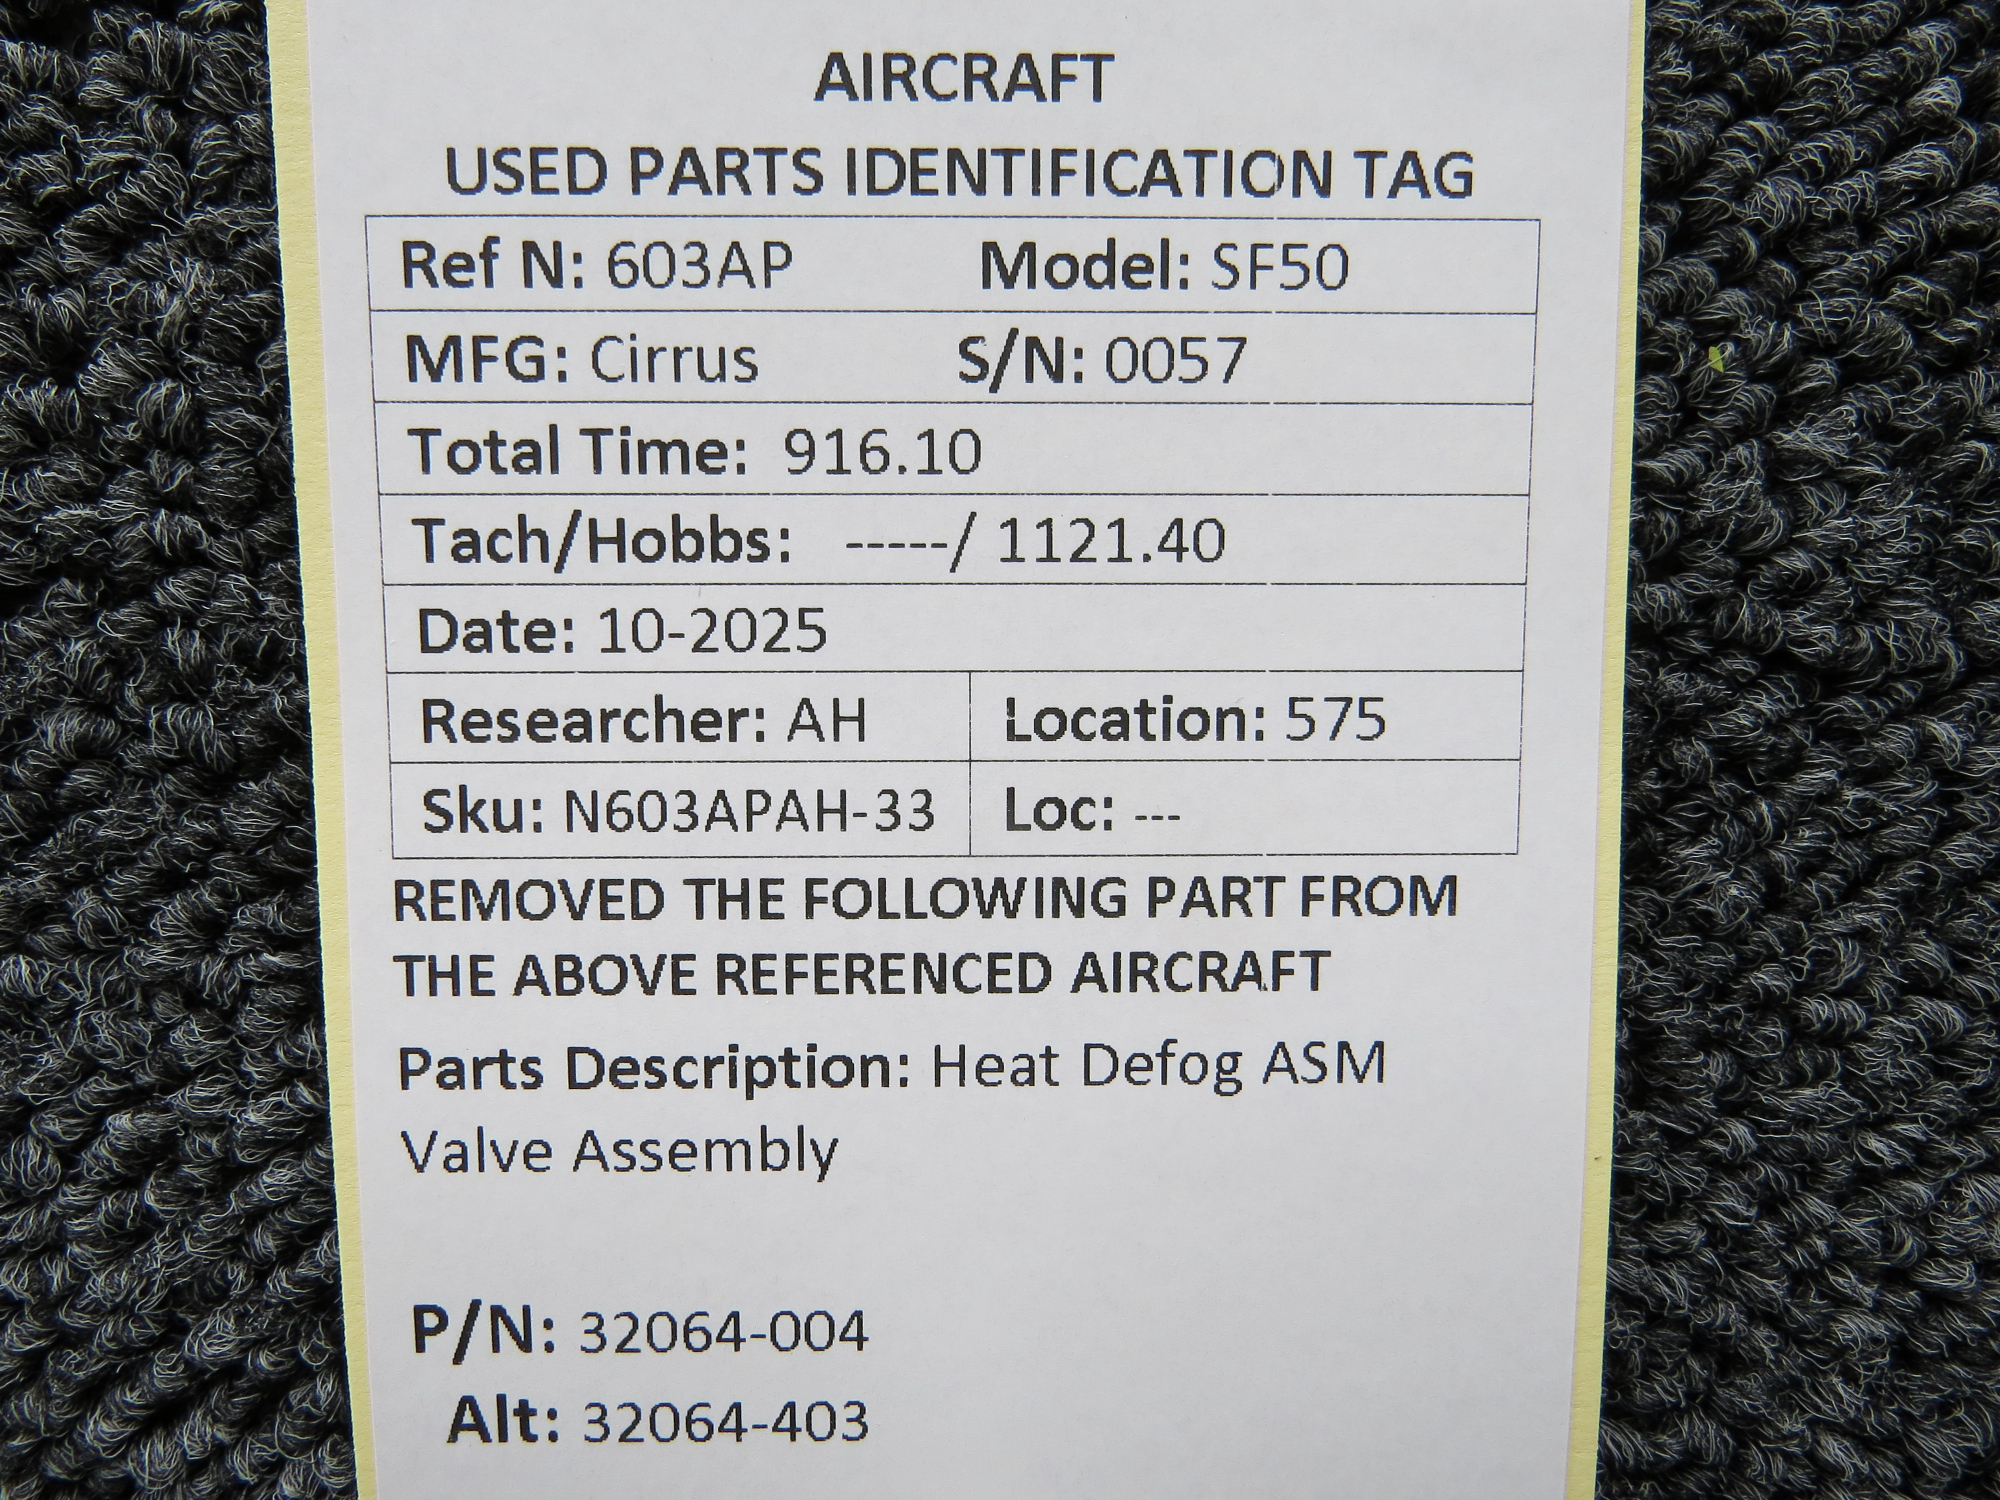 AIRCRAFT
USED PARTS IDENTIFICATION TAG
Ref N: 603AP Model: SF50
MFG: Cirrus S/N: 0057
Total Time: 916.10
Tach/Hobbs: -----/ 1121.40
Date: 10-2025
Researcher: AH Location: 575
Sku: N603APAH-33 Loc: ---
REMOVED THE FOLLOWING PART FROM
THE ABOVE REFERENCED AIRCRAFT
Parts Description: Heat Defog ASM
Valve Assembly
P/N: 32064-004
Alt: 32064-403